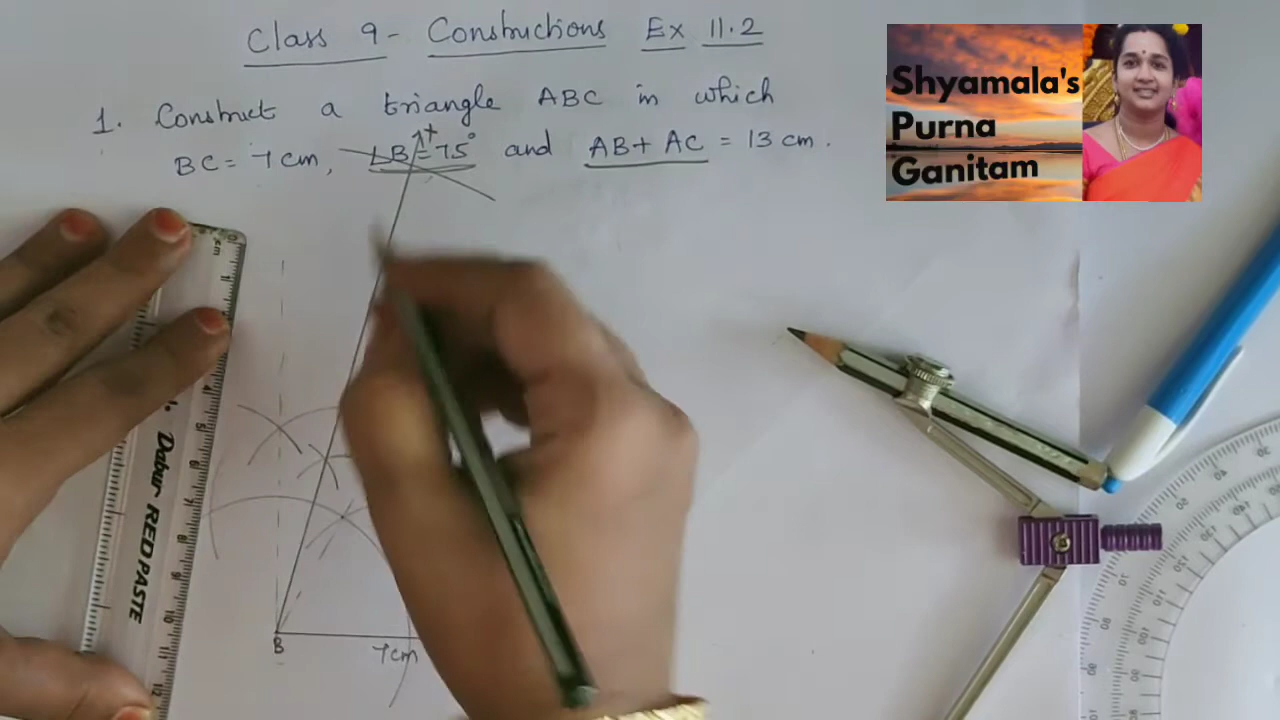 Class 9 - Constructions Ex 11.2
1. Construct a triangle ABC in which
BC = 7 cm, ∠B = 75° and AB + AC = 13 cm.
Shyamala's
Purna
Ganitam
Dabur RED PASTE
B
7cm